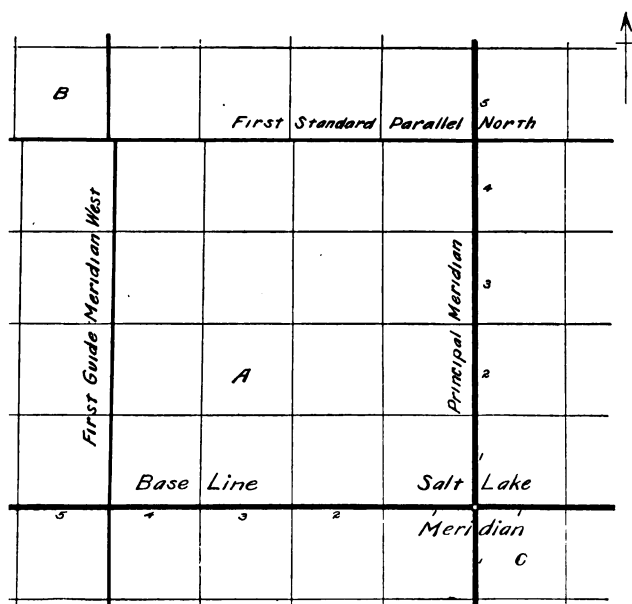 B
5
First Standard Parallel North
4
First Guide Meridian West
Principal Meridian
3
A
2
1
Base Line
Salt Lake
5 4 3 2 1 1
Meridian
1 C